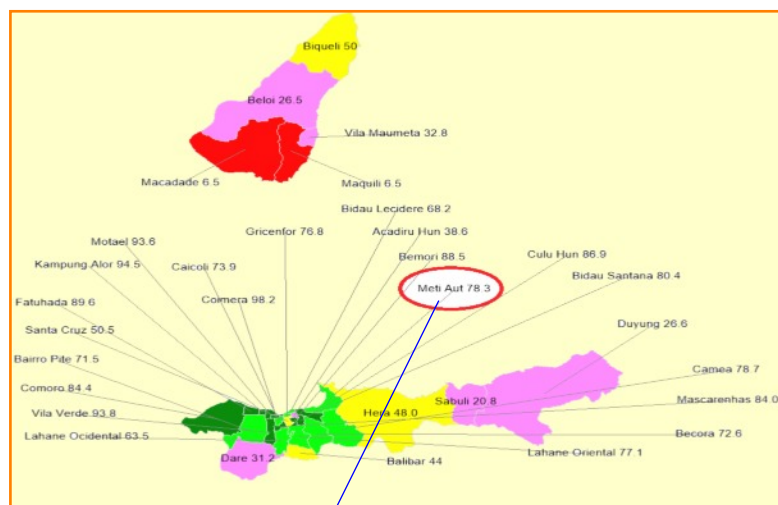 Biqueli 50
Beloi 26.5
Vila Maumeta 32.8
Macadade 6.5
Maquili 6.5
Bidau Lecidere 68.2
Gricenfor 76.8
Acadiru Hun 38.6
Motael 93.6
Bemori 88.5
Culu Hun 86.9
Kampung Alor 94.5
Caicoli 73.9
Bidau Santana 80.4
Meti Aut 78.3
Fatuhada 89.6
Coimera 98.2
Duyung 26.6
Santa Cruz 50.5
Bairro Pite 71.5
Camea 78.7
Comoro 84.4
Sabuli 20.8
Mascarenhas 84.0
Vila Verde 93.8
Hera 48.0
Lahane Ocidental 63.5
Becora 72.6
Lahane Oriental 77.1
Dare 31.2
Balibar 44